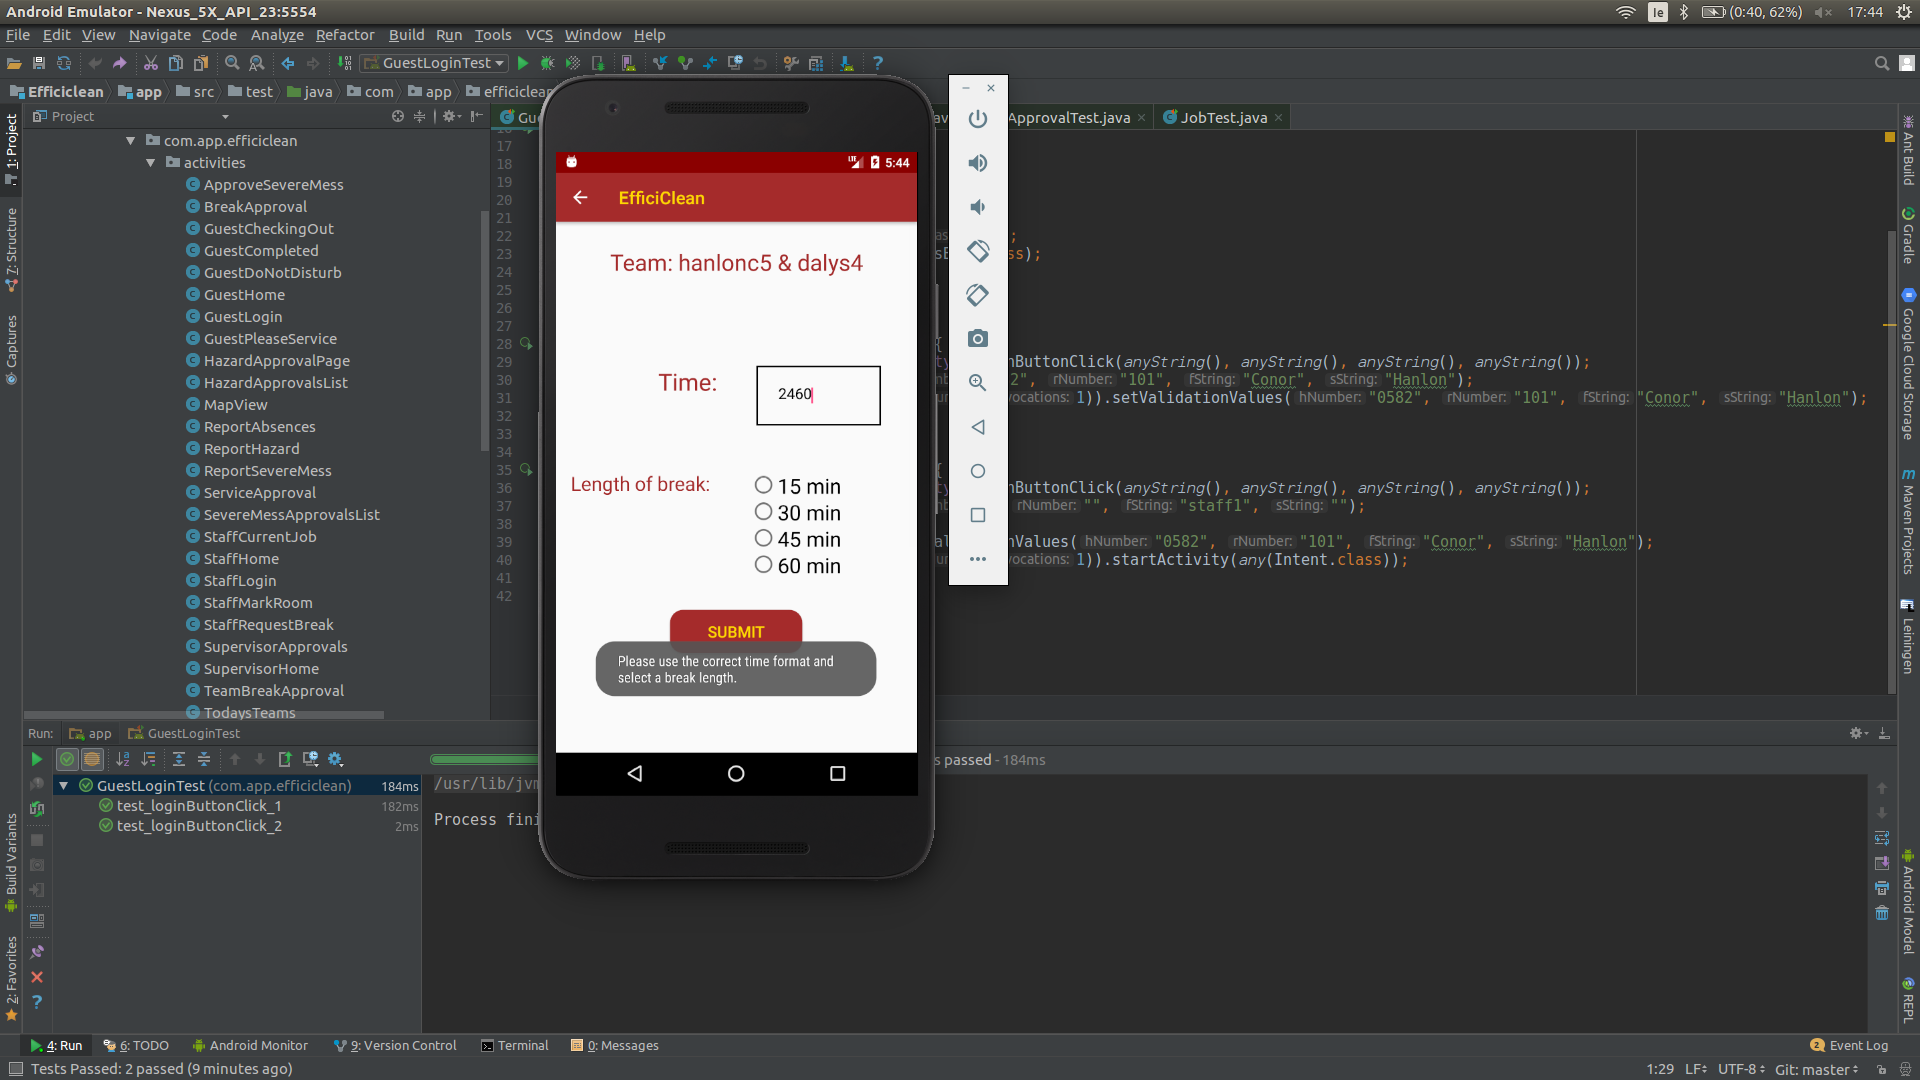 Android Emulator - Nexus_5X_API_23:5554
Ie
(0:40, 62%)
17:44
File Edit View Navigate Code Analyze Refactor Build Run Tools VCS Window Help
GuestLoginTest
Efficiclean app src test java com app efficiclean
Project
ApprovalTest.java
JobTest.java
com.app.efficiclean
activities
ApproveSevereMess
BreakApproval
GuestCheckingOut
GuestCompleted
GuestDoNotDisturb
GuestHome
GuestLogin
GuestPleaseService
HazardApprovalPage
HazardApprovalsList
MapView
ReportAbsences
ReportHazard
ReportSevereMess
ServiceApproval
SevereMessApprovalsList
StaffCurrentJob
StaffHome
StaffLogin
StaffMarkRoom
StaffRequestBreak
SupervisorApprovals
SupervisorHome
TeamBreakApproval
TodaysTeams
1: Project
7: Structure
Captures
Build Variants
2: Favorites
17
18
19
20
21
22
23
24
25
26
27
28
29
30
31
32
33
34
35
36
37
38
39
40
41
42
ss);
nButtonClick(anyString(), anyString(), anyString(), anyString());
2", rNumber: "101", fString: "Conor", sString: "Hanlon");
vocations: 1)).setValidationValues( hNumber: "0582", rNumber: "101", fString: "Conor", sString: "Hanlon");
nButtonClick(anyString(), anyString(), anyString(), anyString());
rNumber: "", fString: "staff1", sString: "");
nValues( hNumber: "0582", rNumber: "101", fString: "Conor", sString: "Hanlon");
vocations: 1)).startActivity(any(Intent.class));
LTE
5:44
EfficiClean
Team: hanlonc5 & dalys4
Time:
2460
Length of break:
15 min
30 min
45 min
60 min
SUBMIT
Please use the correct time format and
select a break length.
Ant Build
Gradle
Google Cloud Storage
Maven Projects
Leiningen
Android Model
REPL
Run: app GuestLoginTest
s passed - 184ms
GuestLoginTest (com.app.efficiclean) 184ms
test_loginButtonClick_1 182ms
test_loginButtonClick_2 2ms
/usr/lib/jvm
Process fini
4: Run 6: TODO Android Monitor 9: Version Control Terminal 0: Messages
2 Event Log
Tests Passed: 2 passed (9 minutes ago)
1:29 LF UTF-8 Git: master